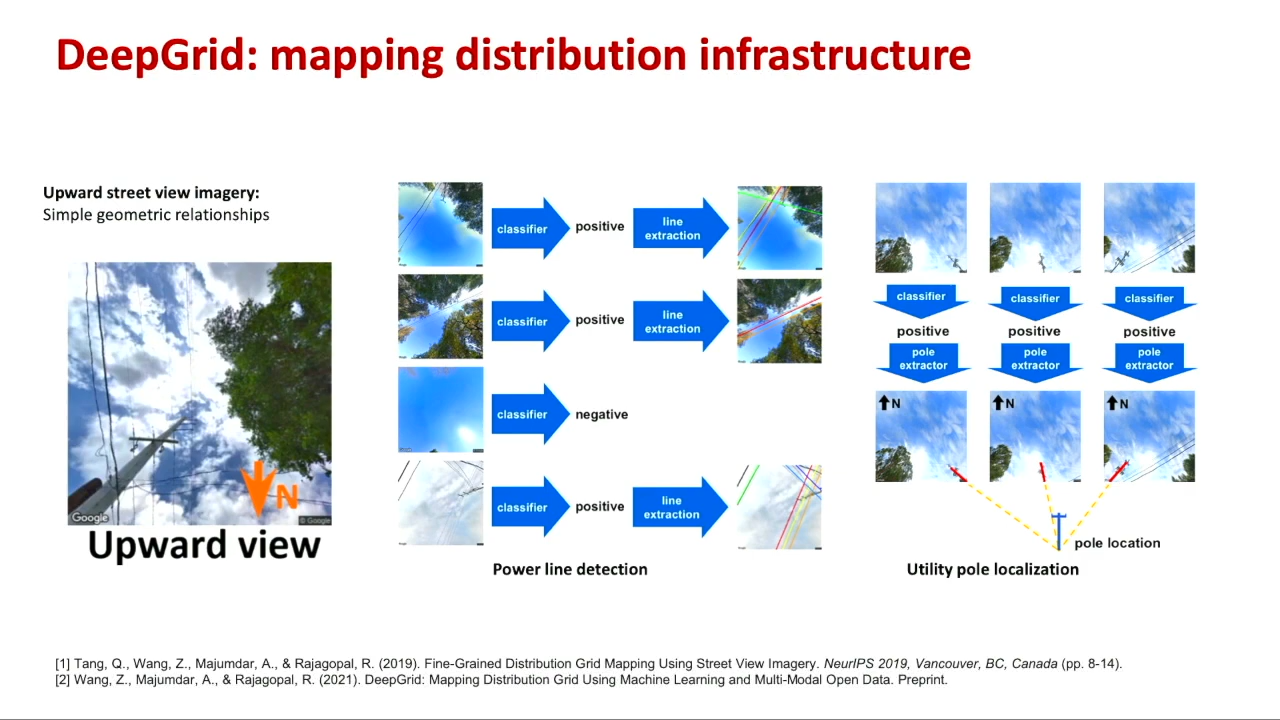 DeepGrid: mapping distribution infrastructure
Upward street view imagery:
Simple geometric relationships
N
Google
© Google
Upward view
classifier
positive
line
extraction
classifier
positive
line
extraction
classifier
negative
classifier
positive
line
extraction
Power line detection
classifier
classifier
classifier
positive
positive
positive
pole
extractor
pole
extractor
pole
extractor
N
N
N
pole location
Utility pole localization
[1] Tang, Q., Wang, Z., Majumdar, A., & Rajagopal, R. (2019). Fine-Grained Distribution Grid Mapping Using Street View Imagery. NeurIPS 2019, Vancouver, BC, Canada (pp. 8-14).
[2] Wang, Z., Majumdar, A., & Rajagopal, R. (2021). DeepGrid: Mapping Distribution Grid Using Machine Learning and Multi-Modal Open Data. Preprint.